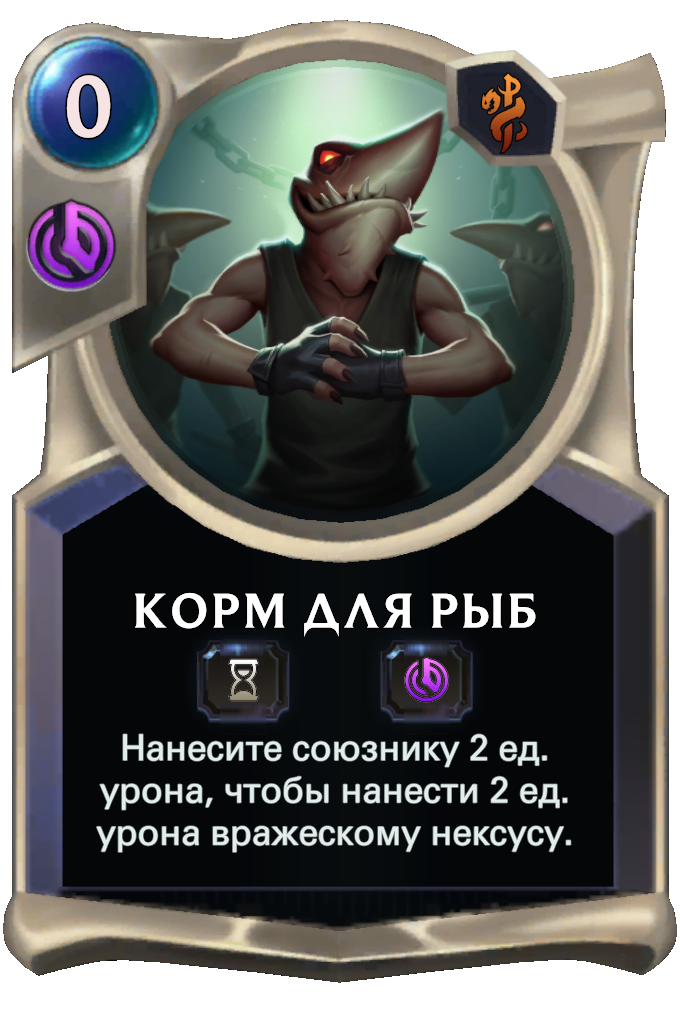 0
КОРМ ДЛЯ РЫБ
Нанесите союзнику 2 ед.
урона, чтобы нанести 2 ед.
урона вражескому нексусу.